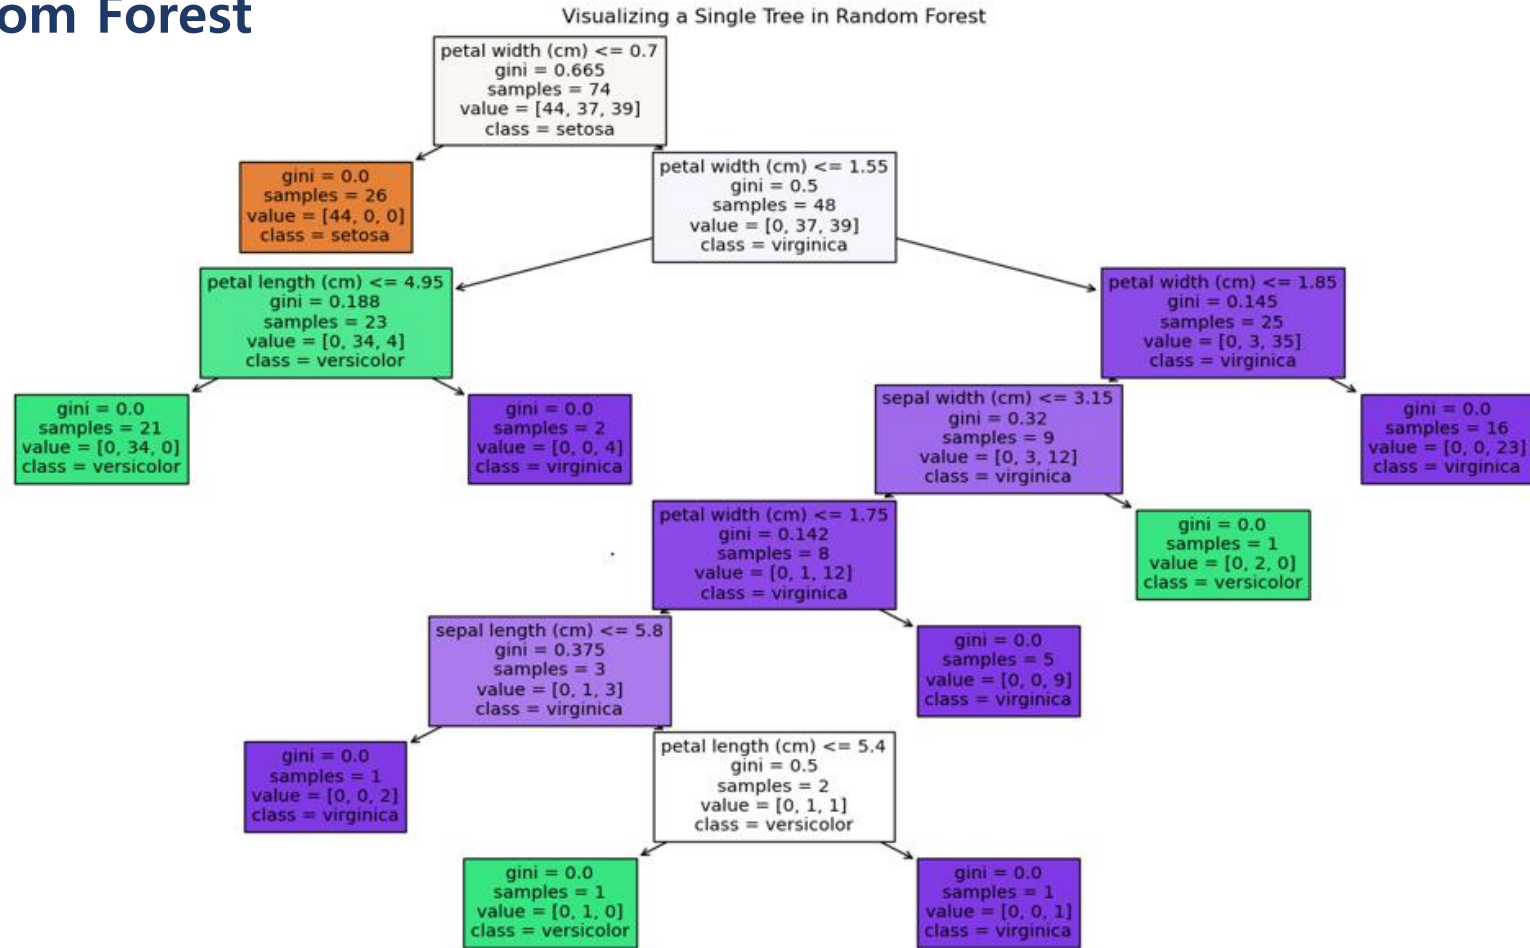 om Forest
Visualizing a Single Tree in Random Forest
petal width (cm) <= 0.7
gini = 0.665
samples = 74
value = [44, 37, 39]
class = setosa
gini = 0.0
samples = 26
value = [44, 0, 0]
class = setosa
petal width (cm) <= 1.55
gini = 0.5
samples = 48
value = [0, 37, 39]
class = virginica
petal length (cm) <= 4.95
gini = 0.188
samples = 23
value = [0, 34, 4]
class = versicolor
petal width (cm) <= 1.85
gini = 0.145
samples = 25
value = [0, 3, 35]
class = virginica
gini = 0.0
samples = 21
value = [0, 34, 0]
class = versicolor
gini = 0.0
samples = 2
value = [0, 0, 4]
class = virginica
sepal width (cm) <= 3.15
gini = 0.32
samples = 9
value = [0, 3, 12]
class = virginica
gini = 0.0
samples = 16
value = [0, 0, 23]
class = virginica
petal width (cm) <= 1.75
gini = 0.142
samples = 8
value = [0, 1, 12]
class = virginica
gini = 0.0
samples = 1
value = [0, 2, 0]
class = versicolor
sepal length (cm) <= 5.8
gini = 0.375
samples = 3
value = [0, 1, 3]
class = virginica
gini = 0.0
samples = 5
value = [0, 0, 9]
class = virginica
gini = 0.0
samples = 1
value = [0, 0, 2]
class = virginica
petal length (cm) <= 5.4
gini = 0.5
samples = 2
value = [0, 1, 1]
class = versicolor
gini = 0.0
samples = 1
value = [0, 1, 0]
class = versicolor
gini = 0.0
samples = 1
value = [0, 0, 1]
class = virginica